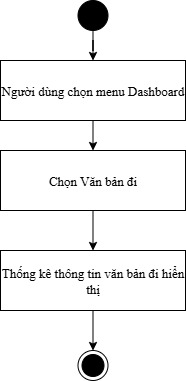 Người dùng chọn menu Dashboard
Chọn Văn bản đi
Thống kê thông tin văn bản đi hiển
thị